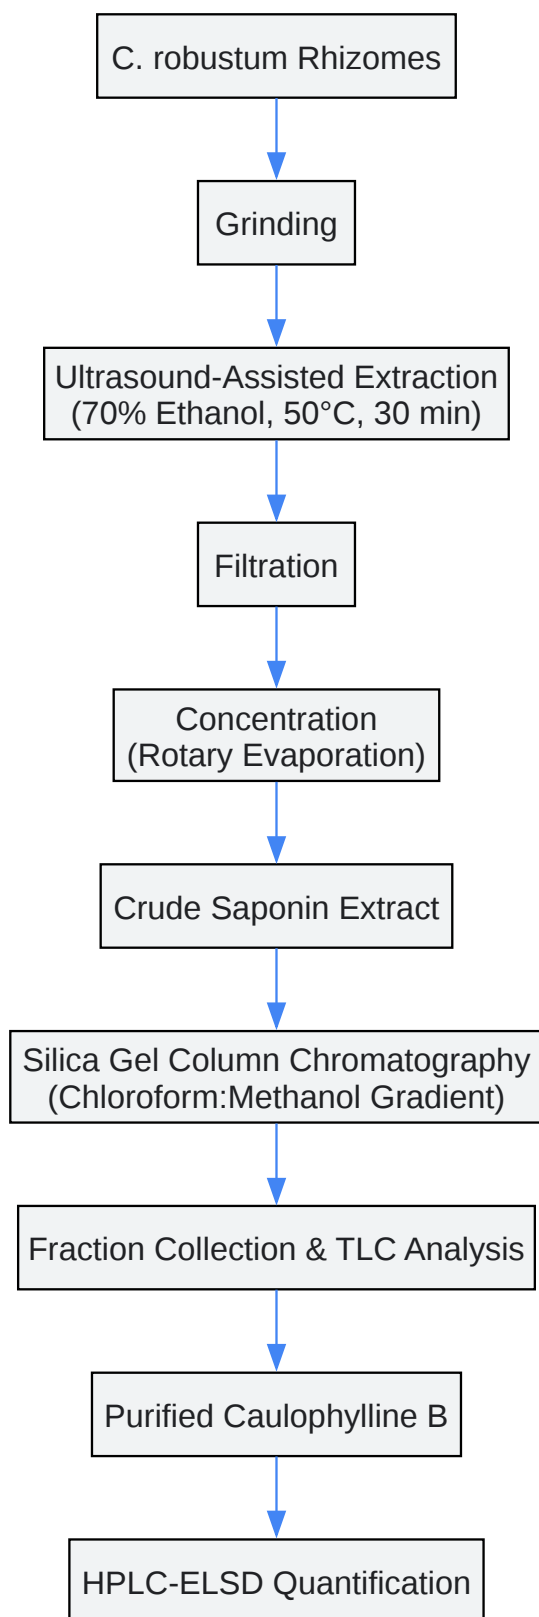 C. robustum Rhizomes
Grinding
Ultrasound-Assisted Extraction
(70% Ethanol, 50°C, 30 min)
Filtration
Concentration
(Rotary Evaporation)
Crude Saponin Extract
Silica Gel Column Chromatography
(Chloroform:Methanol Gradient)
Fraction Collection & TLC Analysis
Purified Caulophylline B
HPLC-ELSD Quantification